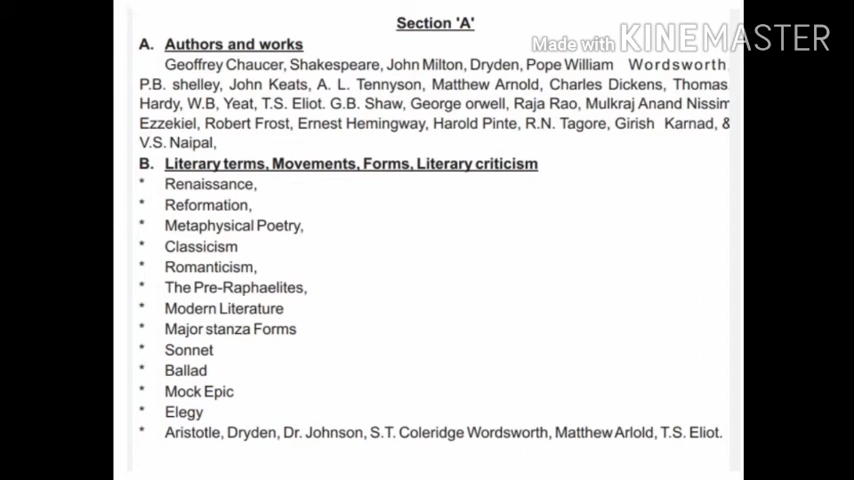 Section 'A'
Made with KINEMASTER
A. Authors and works
Geoffrey Chaucer, Shakespeare, John Milton, Dryden, Pope William Wordsworth,
P.B. shelley, John Keats, A. L. Tennyson, Matthew Arnold, Charles Dickens, Thomas
Hardy, W.B, Yeat, T.S. Eliot. G.B. Shaw, George orwell, Raja Rao, Mulkraj Anand Nissim
Ezzekiel, Robert Frost, Ernest Hemingway, Harold Pinte, R.N. Tagore, Girish Karnad, &
V.S. Naipal,
B. Literary terms, Movements, Forms, Literary criticism
* Renaissance,
* Reformation,
* Metaphysical Poetry,
* Classicism
* Romanticism,
* The Pre-Raphaelites,
* Modern Literature
* Major stanza Forms
* Sonnet
* Ballad
* Mock Epic
* Elegy
* Aristotle, Dryden, Dr. Johnson, S.T. Coleridge Wordsworth, Matthew Arlold, T.S. Eliot.